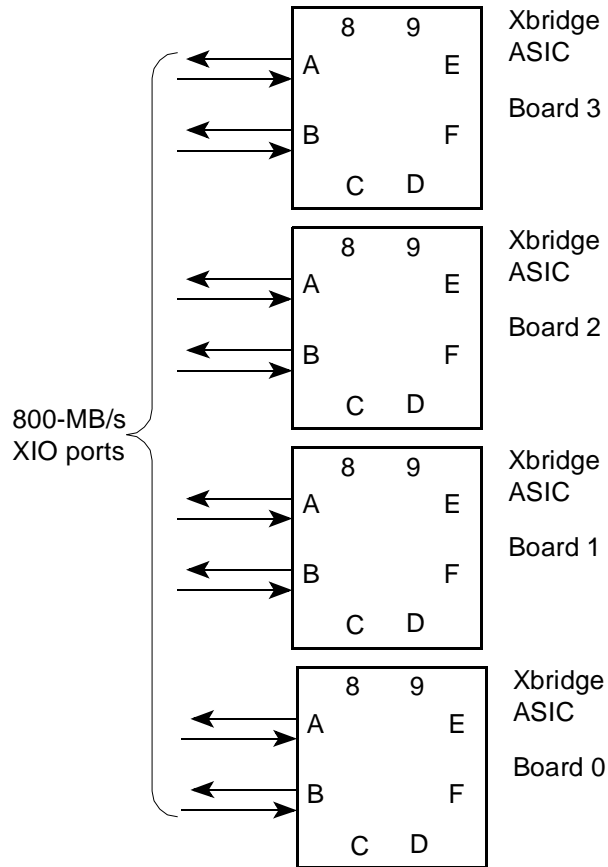 8 9
Xbridge
ASIC
A E
Board 3
B F
C D
8 9
Xbridge
ASIC
A E
Board 2
B F
C D
800-MB/s
XIO ports
8 9
Xbridge
ASIC
A E
Board 1
B F
C D
8 9
Xbridge
ASIC
A E
Board 0
B F
C D